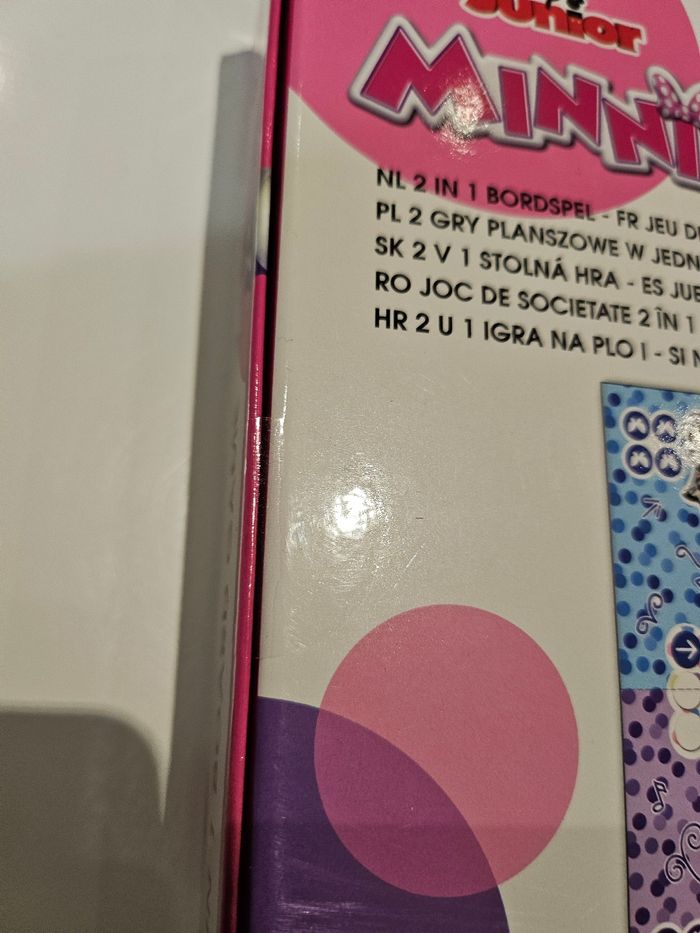 Junior
MINNI
NL 2 IN 1 BORDSPEL - FR JEU D
PL 2 GRY PLANSZOWE W JEDN
SK 2 V 1 STOLNÁ HRA - ES JUE
RO JOC DE SOCIETATE 2 ÎN 1
HR 2 U 1 IGRA NA PLO I - SI